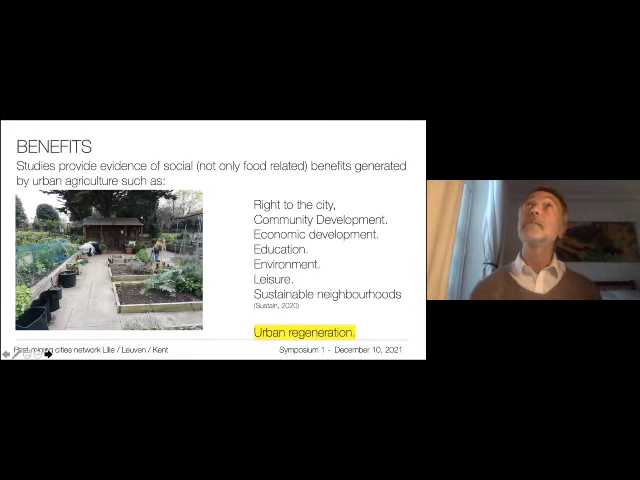 BENEFITS
Studies provide evidence of social (not only food related) benefits generated
by urban agriculture such as:
Right to the city,
Community Development.
Economic development.
Education.
Environment.
Leisure.
Sustainable neighbourhoods
(Sustain, 2020)
Urban regeneration.
Post-mining cities network Lille / Leuven / Kent
Symposium 1 - December 10, 2021